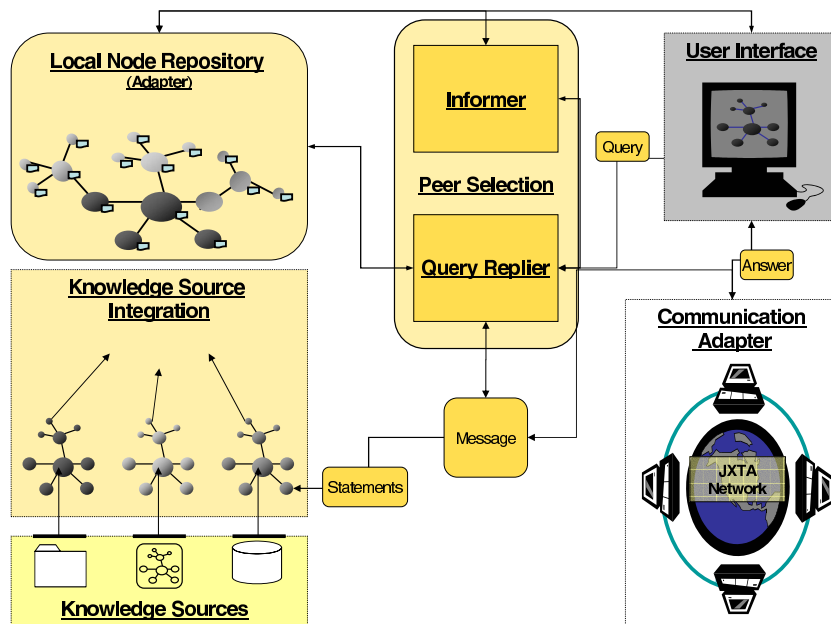 Local Node Repository
(Adapter)
Informer
Peer Selection
Query Replier
Query
User Interface
Answer
Knowledge Source
Integration
Message
Statements
Communication
Adapter
JXTA
Network
Knowledge Sources